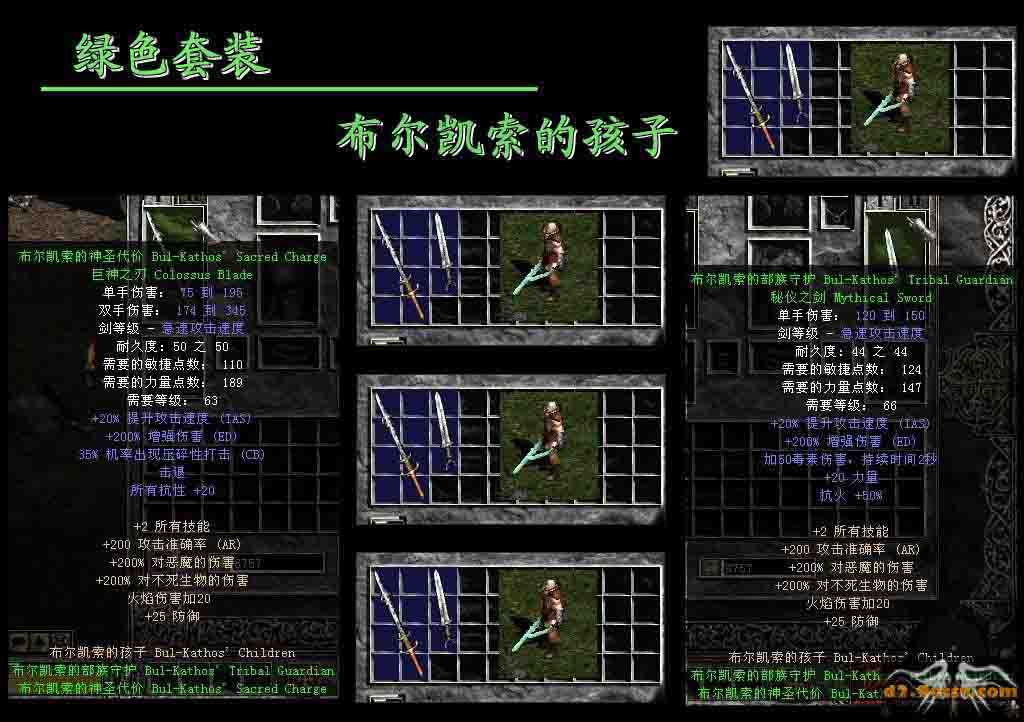 绿色套装
布尔凯索的孩子
布尔凯索的神圣代价 Bul-Kathos' Sacred Charge
巨神之刃 Colossus Blade
单手伤害: 75 到 195
双手伤害: 174 到 345
剑等级 - 急速攻击速度
耐久度: 50 之 50
需要的敏捷点数: 110
需要的力量点数: 189
需要等级: 63
+20% 提升攻击速度 (IAS)
+200% 增强伤害 (ED)
35% 机率出现压碎性打击 (CB)
击退
所有抗性 +20
+2 所有技能
+200 攻击准确率 (AR)
+200% 对恶魔的伤害
+200% 对不死生物的伤害
火焰伤害加20
+25 防御
布尔凯索的孩子 Bul-Kathos' Children
布尔凯索的部族守护 Bul-Kathos' Tribal Guardian
布尔凯索的神圣代价 Bul-Kathos' Sacred Charge
布尔凯索的部族守护 Bul-Kathos' Tribal Guardian
秘仪之剑 Mythical Sword
单手伤害: 120 到 150
剑等级 - 急速攻击速度
耐久度: 44 之 44
需要的敏捷点数: 124
需要的力量点数: 147
需要等级: 66
+20% 提升攻击速度 (IAS)
+200% 增强伤害 (ED)
加50毒素伤害, 持续时间2秒
+20 力量
抗火 +50%
+2 所有技能
+200 攻击准确率 (AR)
+200% 对恶魔的伤害
8757
+200% 对不死生物的伤害
火焰伤害加20
+25 防御
布尔凯索的孩子 Bul-Kathos' Children
布尔凯索的部族守护 Bul-Kath
布尔凯索的神圣代价 Bul-Kat